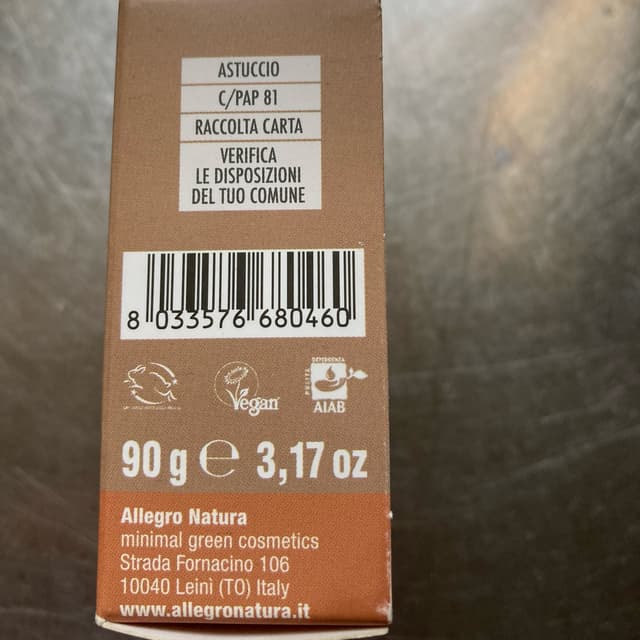 ASTUCCIO
C/PAP 81
RACCOLTA CARTA
VERIFICA
LE DISPOSIZIONI
DEL TUO COMUNE
8 033576 680460
Vegan
AIAB
90 g ℮ 3,17 oz
Allegro Natura
minimal green cosmetics
Strada Fornacino 106
10040 Leinì (TO) Italy
www.allegronatura.it